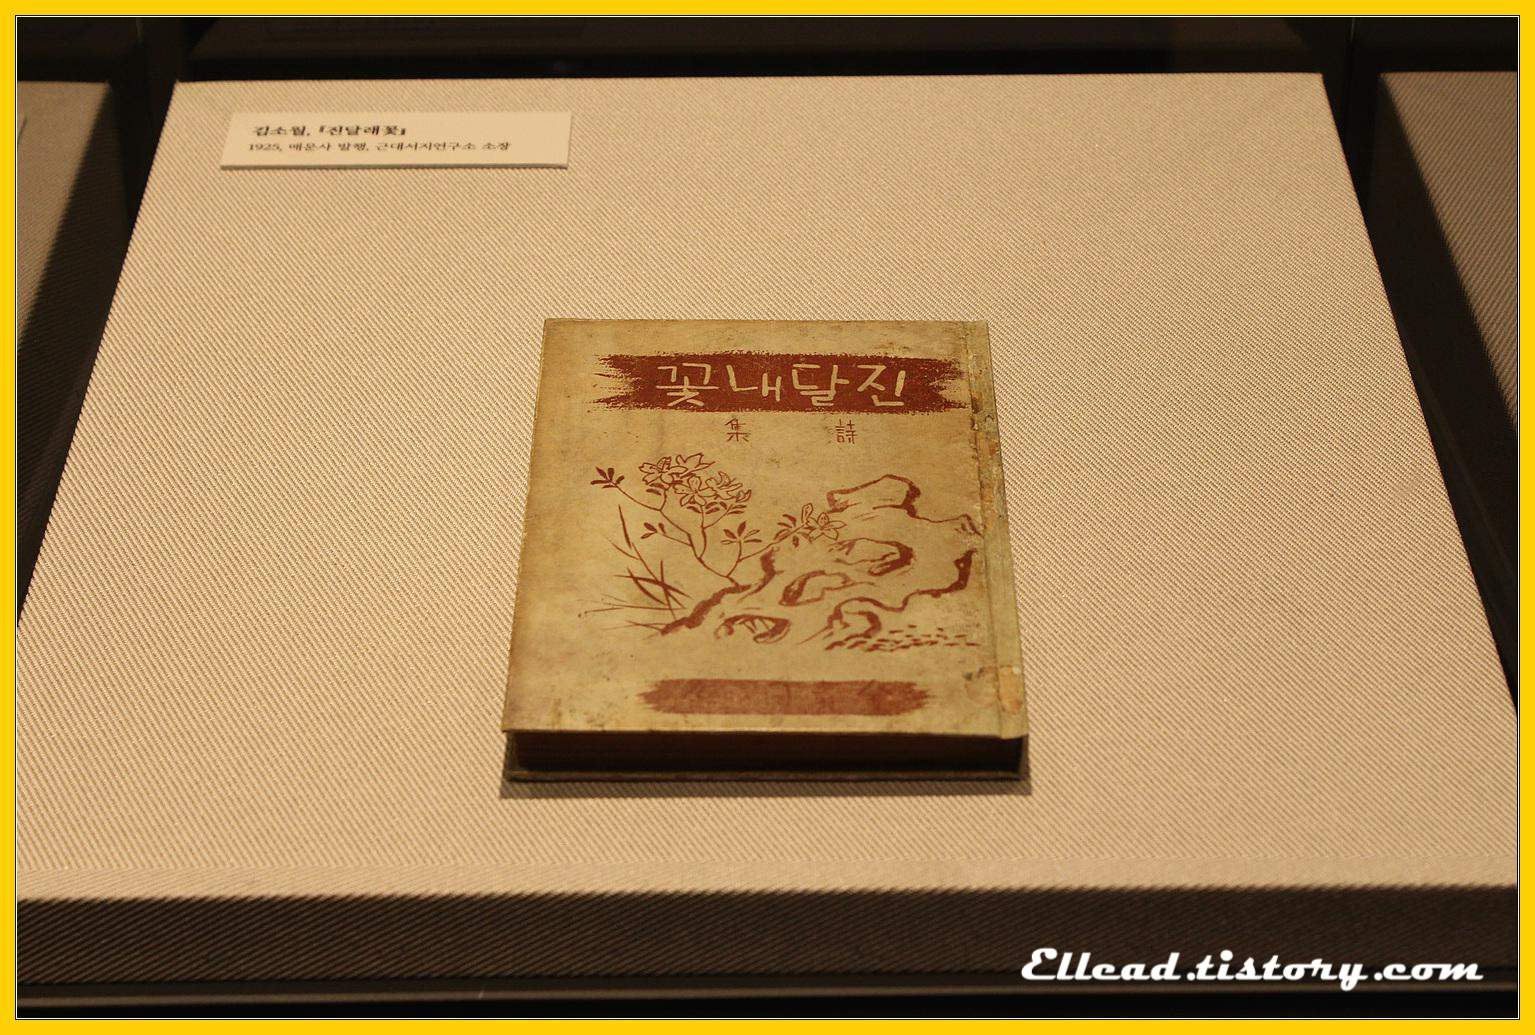 김소월, 『진달래꽃』
1925, 매문사 발행, 근대서지연구소 소장
꽃내달진
集 詩
Ellead.tistory.com